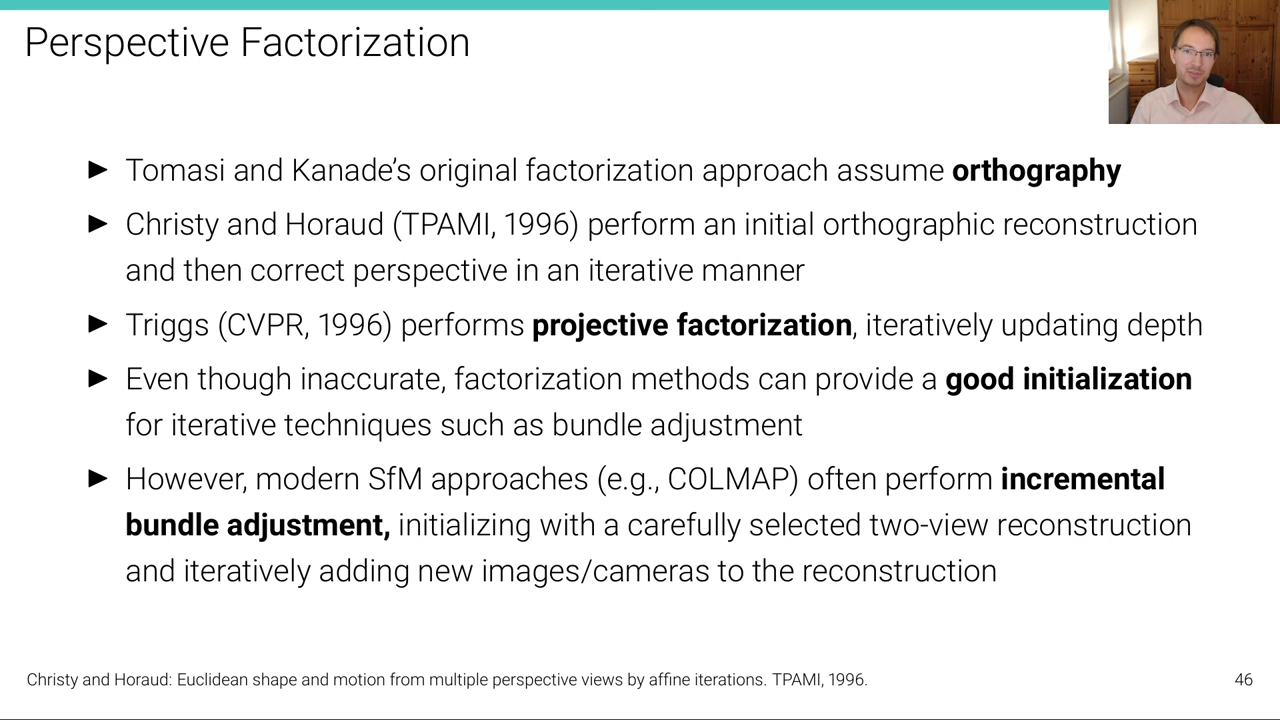 Perspective Factorization
► Tomasi and Kanade’s original factorization approach assume orthography
► Christy and Horaud (TPAMI, 1996) perform an initial orthographic reconstruction
and then correct perspective in an iterative manner
► Triggs (CVPR, 1996) performs projective factorization, iteratively updating depth
► Even though inaccurate, factorization methods can provide a good initialization
for iterative techniques such as bundle adjustment
► However, modern SfM approaches (e.g., COLMAP) often perform incremental
bundle adjustment, initializing with a carefully selected two-view reconstruction
and iteratively adding new images/cameras to the reconstruction
Christy and Horaud: Euclidean shape and motion from multiple perspective views by affine iterations. TPAMI, 1996.
46